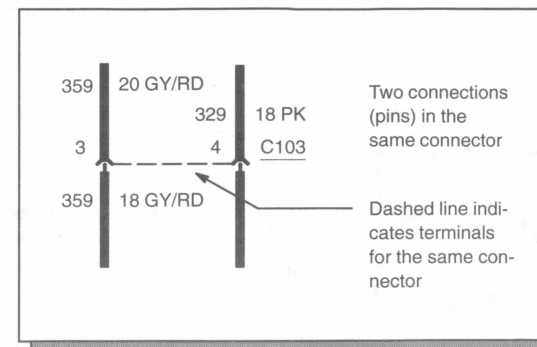 359 20 GY/RD
329 18 PK
3 4 C103
359 18 GY/RD
Two connections
(pins) in the
same connector
Dashed line indi-
cates terminals
for the same con-
nector